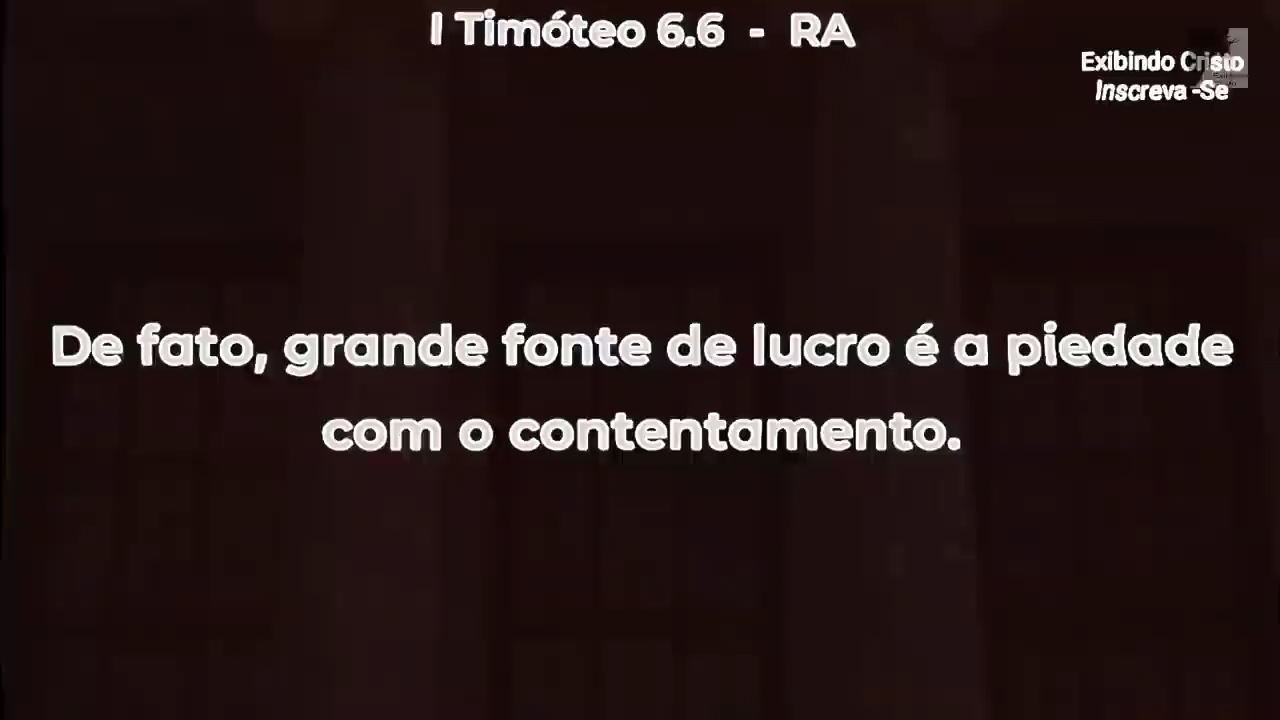 I Timóteo 6.6 - RA
Exibindo Cristo
Inscreva -Se
De fato, grande fonte de lucro é a piedade
com o contentamento.